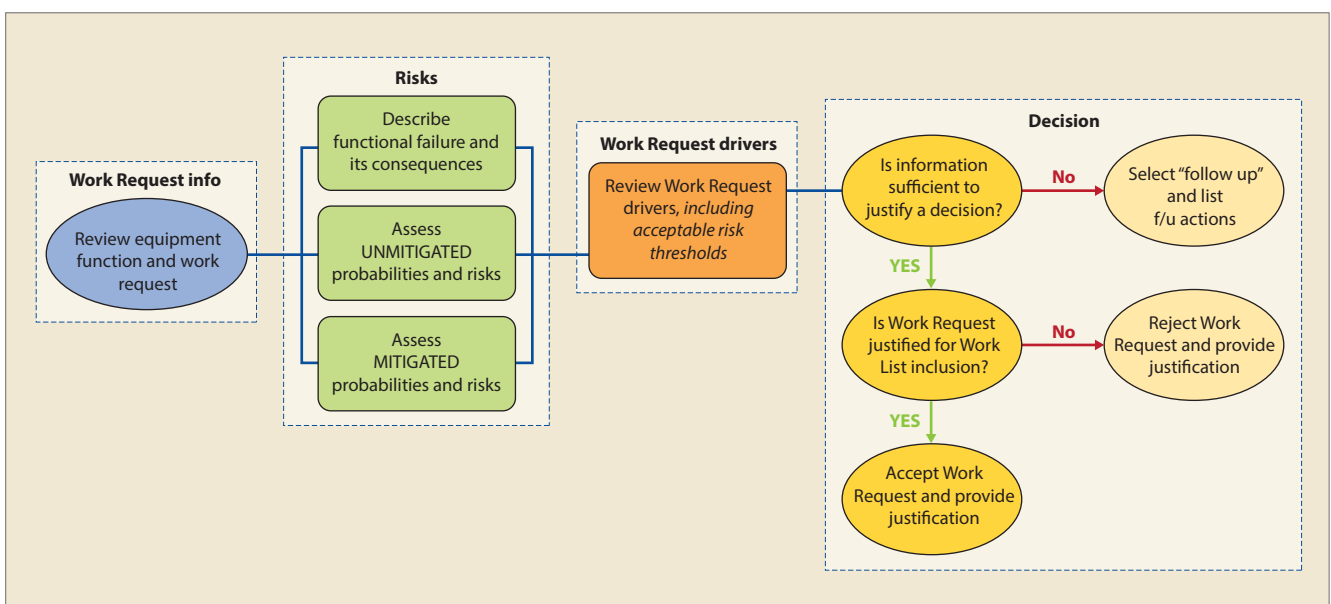 Work Request info
Review equipment
function and work
request
Risks
Describe
functional failure and
its consequences
Assess
UNMITIGATED
probabilities and risks
Assess
MITIGATED
probabilities and risks
Work Request drivers
Review Work Request
drivers, including
acceptable risk
thresholds
Decision
Is information
sufficient to
justify a decision?
No
Select “follow up”
and list
f/u actions
YES
Is Work Request
justified for Work
List inclusion?
No
Reject Work
Request and provide
justification
YES
Accept Work
Request and provide
justification